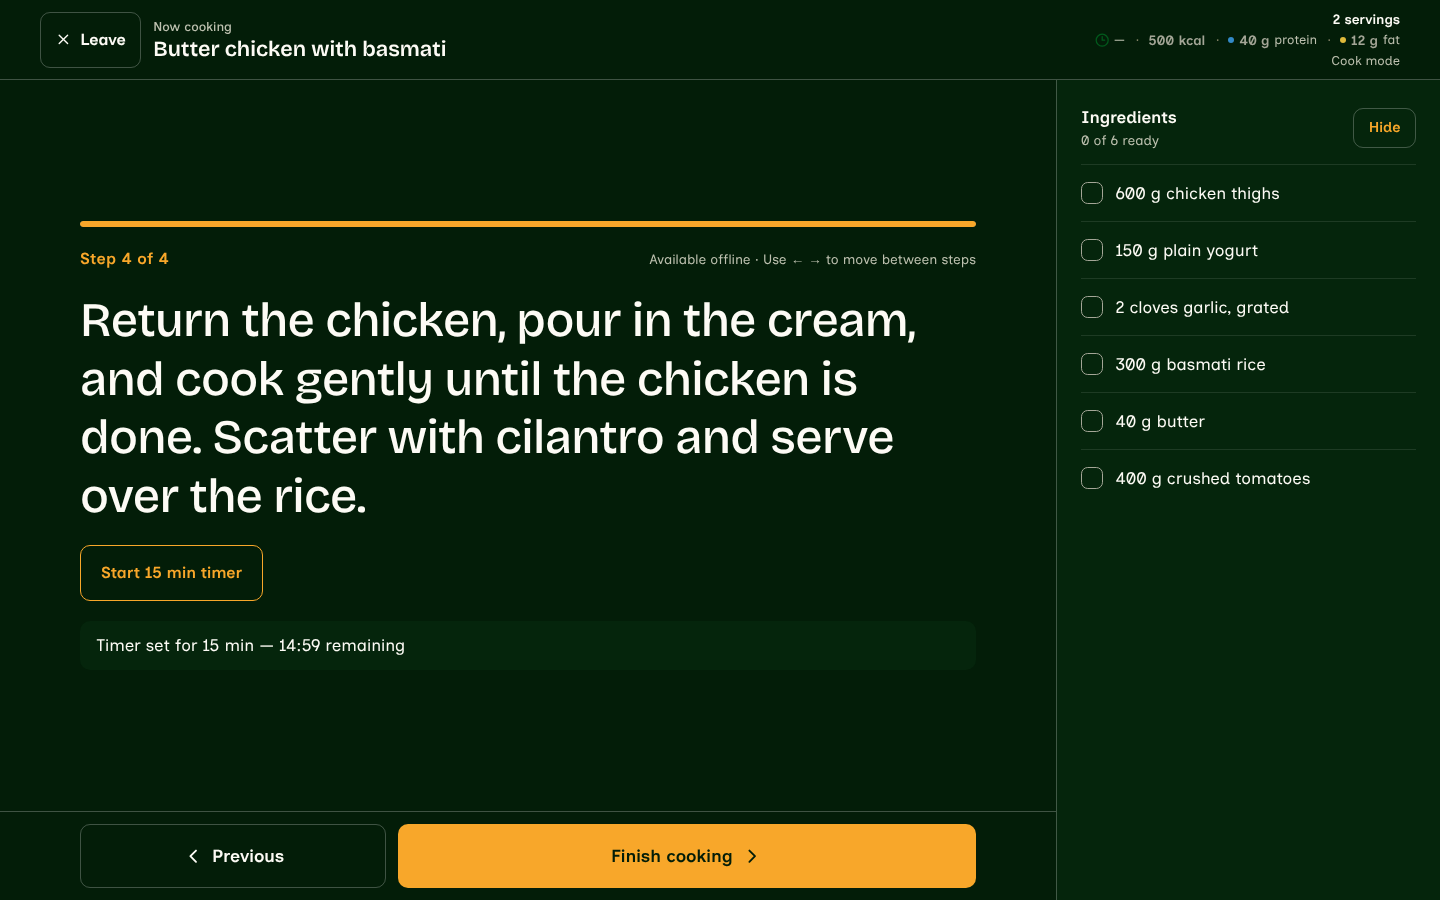 Leave
Now cooking
Butter chicken with basmati
2 servings
— · 500 kcal · 40 g protein · 12 g fat
Cook mode
Step 4 of 4
Available offline · Use ← → to move between steps
Return the chicken, pour in the cream,
and cook gently until the chicken is
done. Scatter with cilantro and serve
over the rice.
Start 15 min timer
Timer set for 15 min — 14:59 remaining
Previous
Finish cooking
Ingredients
0 of 6 ready
Hide
600 g chicken thighs
150 g plain yogurt
2 cloves garlic, grated
300 g basmati rice
40 g butter
400 g crushed tomatoes